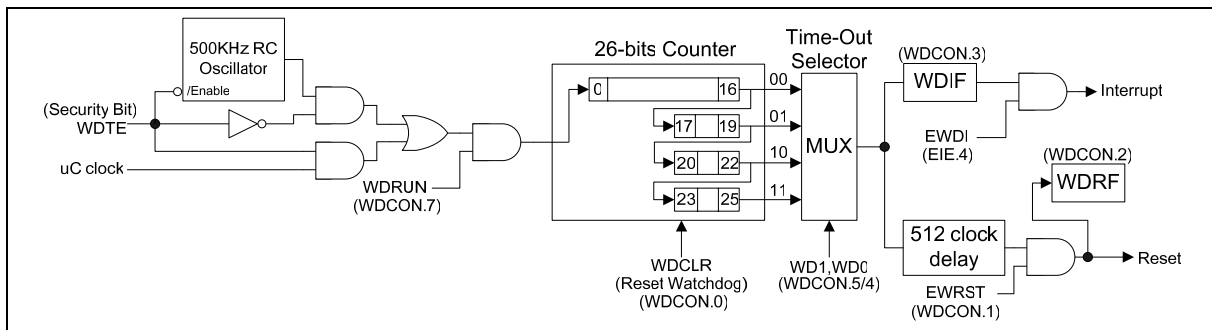 500KHz RC
Oscillator
/Enable
(Security Bit)
WDTE
uC clock
WDRUN
(WDCON.7)
26-bits Counter
0 16
17 19
20 22
23 25
00
01
10
11
WDCLR
(Reset Watchdog)
(WDCON.0)
Time-Out
Selector
MUX
WD1,WD0
(WDCON.5/4)
(WDCON.3)
WDIF
EWDI
(EIE.4)
Interrupt
(WDCON.2)
WDRF
512 clock
delay
EWRST
(WDCON.1)
Reset